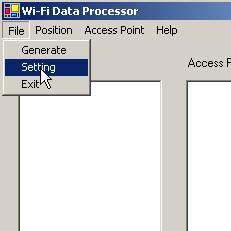 Wi-Fi Data Processor
File Position Access Point Help
Generate
Setting
Exit
Access